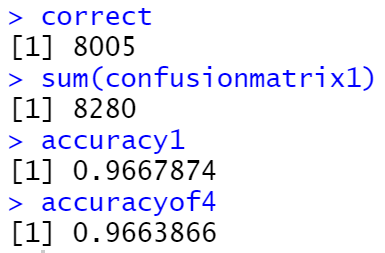 > correct
[1] 8005
> sum(confusionmatrix1)
[1] 8280
> accuracy1
[1] 0.9667874
> accuracyof4
[1] 0.9663866